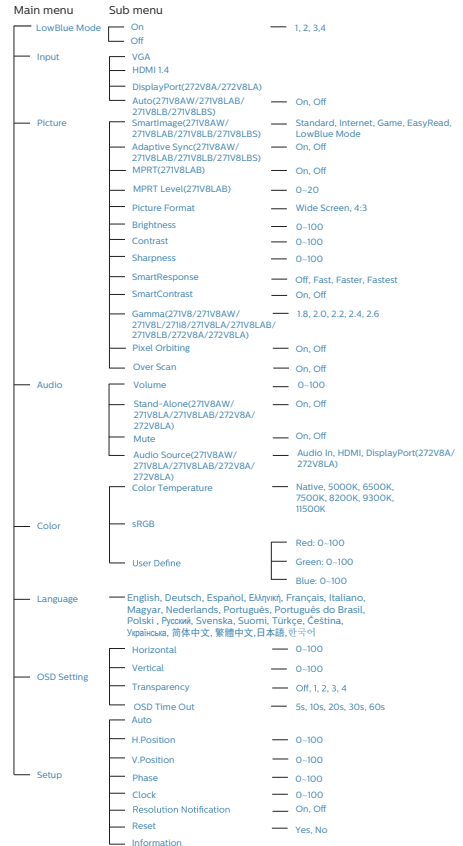 Main menu Sub menu
LowBlue Mode On 1, 2, 3,4
Off
Input VGA
HDMI 1.4
DisplayPort(272V8A/272V8LA)
Auto(271V8AW/271V8LAB/ On, Off
271V8LB/271V8LBS)
Picture SmartImage(271V8AW/ Standard, Internet, Game, EasyRead,
271V8LAB/271V8LB/271V8LBS) LowBlue Mode
Adaptive Sync(271V8AW/ On, Off
271V8LAB/271V8LB/271V8LBS)
MPRT(271V8LAB) On, Off
MPRT Level(271V8LAB) 0~20
Picture Format Wide Screen, 4:3
Brightness 0~100
Contrast 0~100
Sharpness 0~100
SmartResponse Off, Fast, Faster, Fastest
SmartContrast On, Off
Gamma(271V8/271V8AW/ 1.8, 2.0, 2.2, 2.4, 2.6
271V8L/271i8/271V8LA/271V8LAB/
271V8LB/272V8A/272V8LA)
Pixel Orbiting On, Off
Over Scan On, Off
Audio Volume 0~100
Stand-Alone(271V8AW/ On, Off
271V8LA/271V8LAB/272V8A/
272V8LA)
Mute On, Off
Audio Source(271V8AW/ Audio In, HDMI, DisplayPort(272V8A/
271V8LA/271V8LAB/272V8A/ 272V8LA)
272V8LA)
Color Temperature Native, 5000K, 6500K,
7500K, 8200K, 9300K,
11500K
Color sRGB
User Define Red: 0~100
Green: 0~100
Blue: 0~100
Language English, Deutsch, Español, Ελληνική, Français, Italiano,
Magyar, Nederlands, Português, Português do Brasil,
Polski , Русский, Svenska, Suomi, Türkçe, Čeština,
Українська, 简体中文, 繁體中文,日本語,한국어
OSD Setting Horizontal 0~100
Vertical 0~100
Transparency Off, 1, 2, 3, 4
OSD Time Out 5s, 10s, 20s, 30s, 60s
Setup Auto
H.Position 0~100
V.Position 0~100
Phase 0~100
Clock 0~100
Resolution Notification On, Off
Reset Yes, No
Information